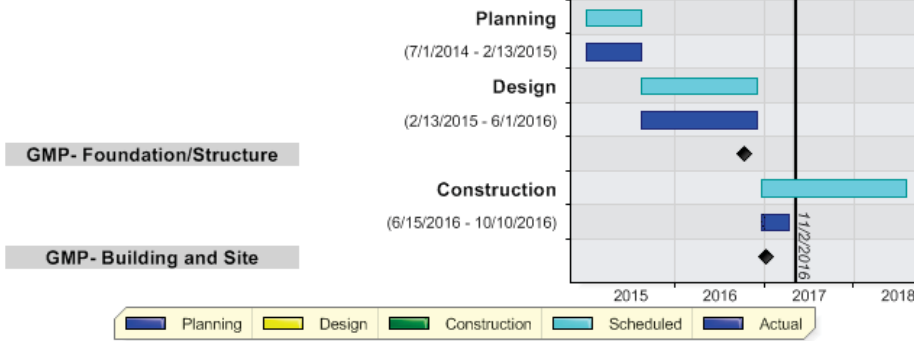 Planning
(7/1/2014 - 2/13/2015)
Design
(2/13/2015 - 6/1/2016)
GMP- Foundation/Structure
Construction
(6/15/2016 - 10/10/2016)
GMP- Building and Site
11/2/2016
2015 2016 2017 2018
Planning Design Construction Scheduled Actual